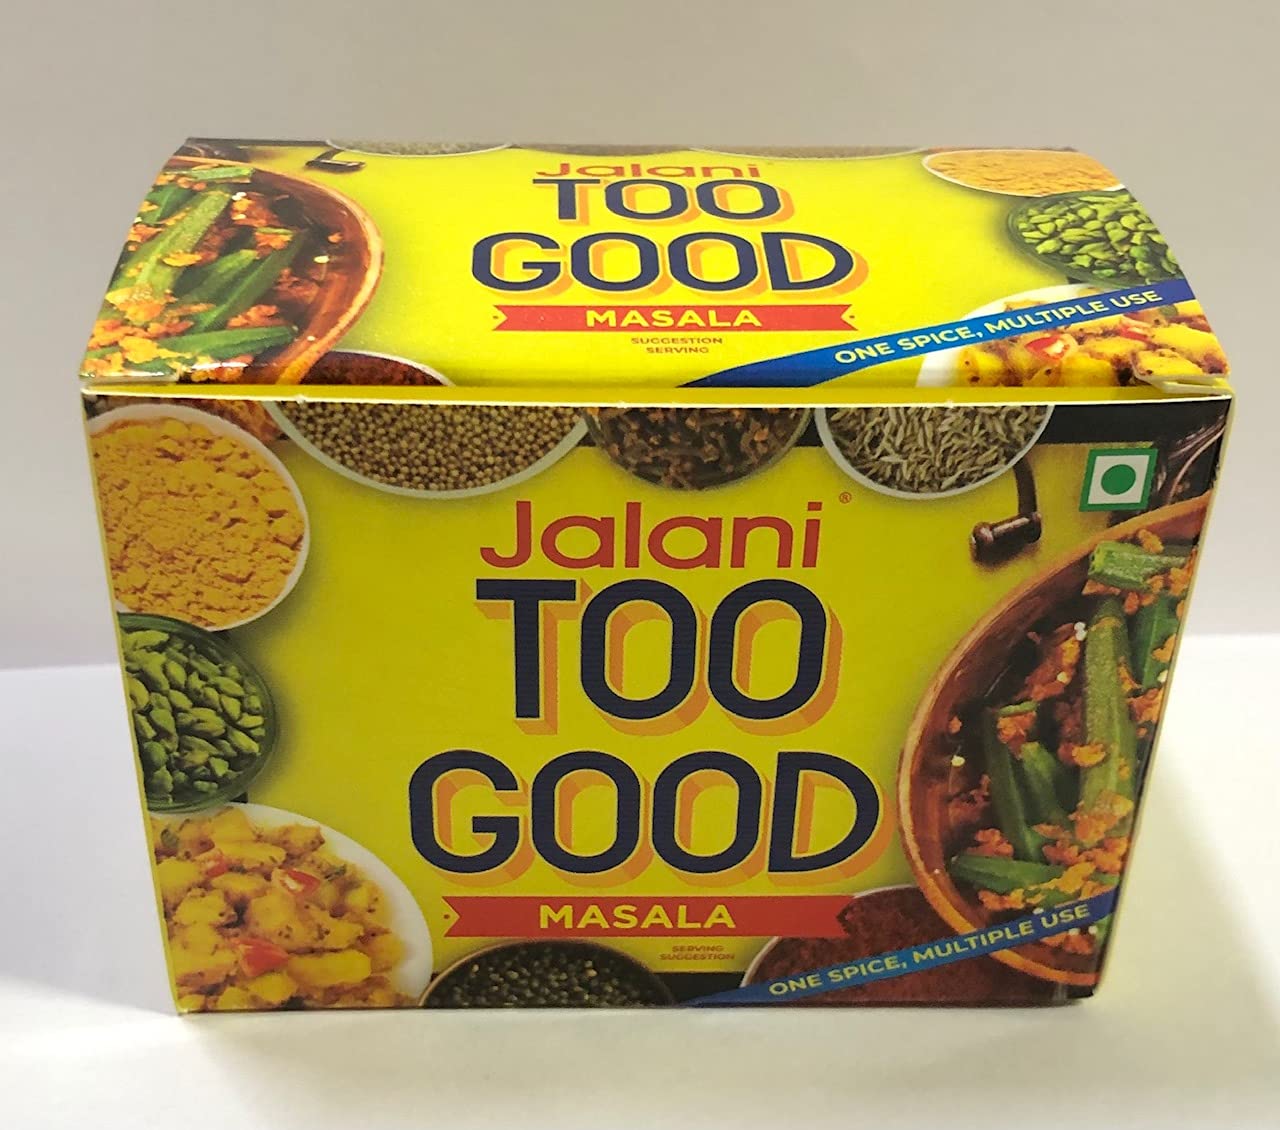 Jalani
TOO
GOOD
MASALA
SUGGESTION
SERVING
ONE SPICE, MULTIPLE USE
Jalani®
TOO
GOOD
MASALA
SERVING
SUGGESTION
ONE SPICE, MULTIPLE USE